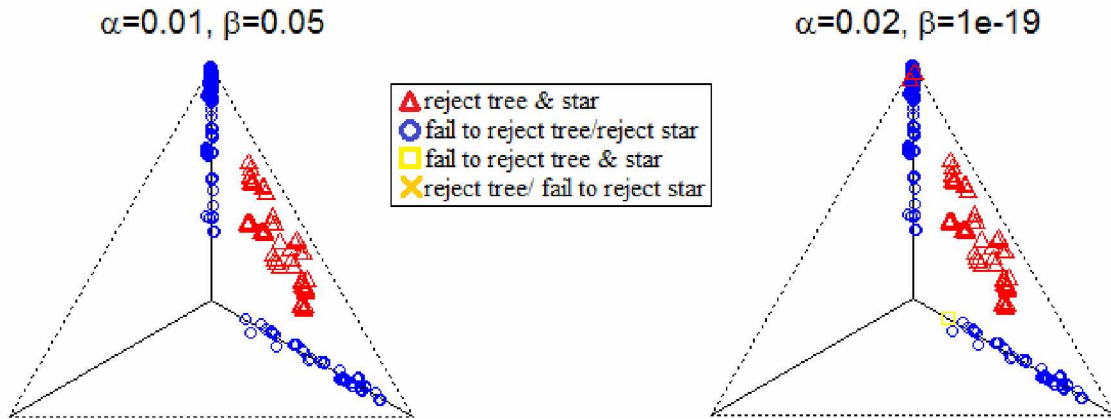 α=0.01, β=0.05
α=0.02, β=1e-19
reject tree & star
fail to reject tree/reject star
fail to reject tree & star
reject tree/ fail to reject star